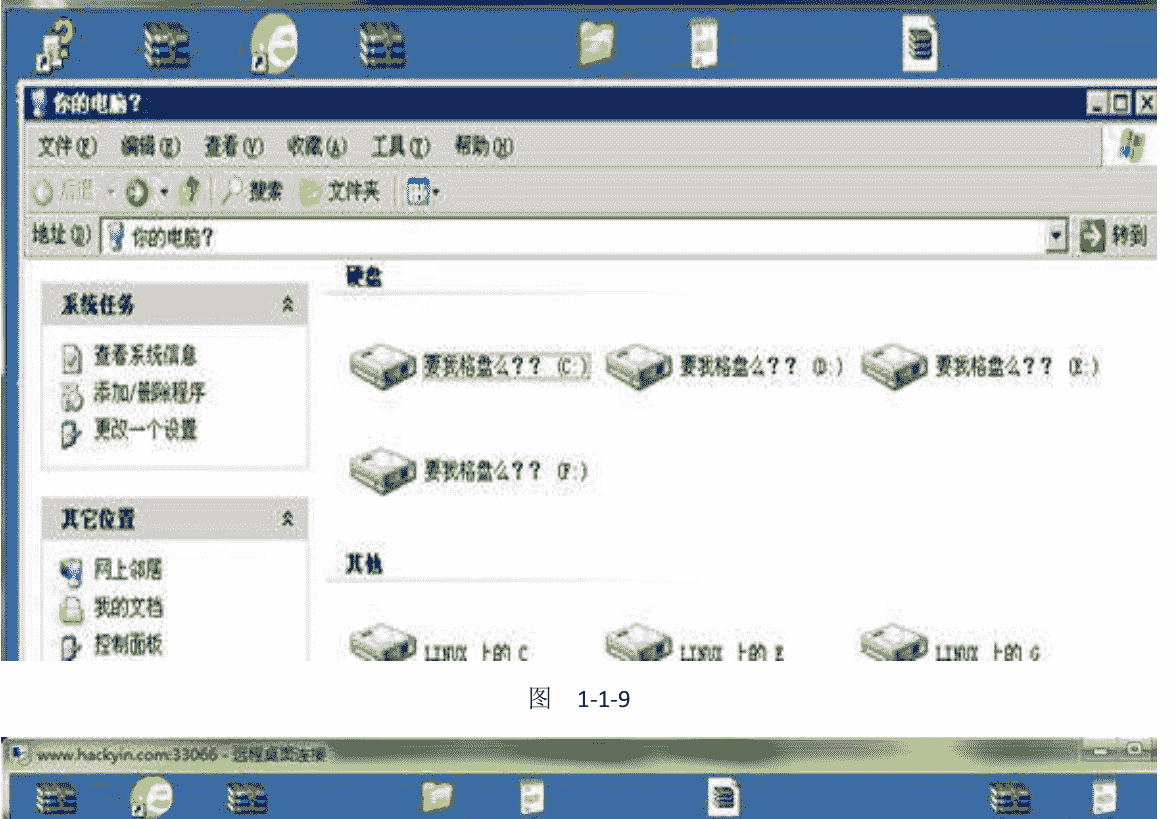 你的电脑?
文件(F) 编辑(E) 查看(V) 收藏(A) 工具(T) 帮助(H)
后退 搜索 文件夹
地址(D) 你的电脑? 转到
硬盘
系统任务
查看系统信息
添加/删除程序
更改一个设置
要我格盘么?? (C:) 要我格盘么?? (D:) 要我格盘么?? (E:)
要我格盘么?? (F:)
其它位置
网上邻居
我的文档
控制面板
其他
LINUX 上的 C LINUX 上的 E LINUX 上的 G
图 1-1-9
www.hackyin.com:33066 - 远程桌面连接